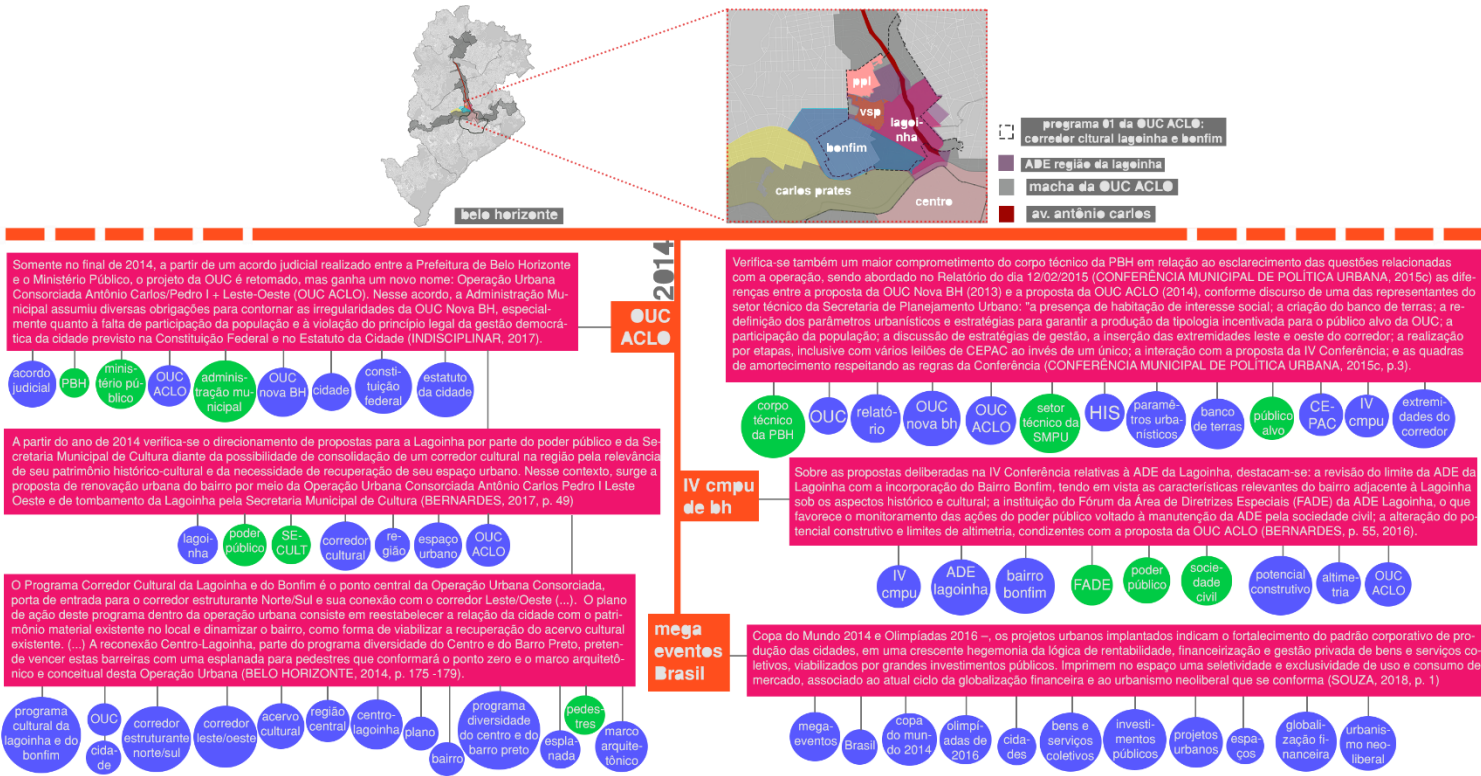 belo horizonte
ppl
vsp
lagoi-
nha
bonfim
carlos prates
centro
programa 01 da OUC ACLO:
corredor cltural lagoinha e bonfim
ADE região da lagoinha
macha da OUC ACLO
av. antônio carlos
2014
OUC
ACLO
Somente no final de 2014, a partir de um acordo judicial realizado entre a Prefeitura de Belo Horizonte
e o Ministério Público, o projeto da OUC é retomado, mas ganha um novo nome: Operação Urbana
Consorciada Antônio Carlos/Pedro I + Leste-Oeste (OUC ACLO). Nesse acordo, a Administração Mu-
nicipal assumiu diversas obrigações para contornar as irregularidades da OUC Nova BH, especial-
mente quanto à falta de participação da população e à violação do princípio legal da gestão democrá-
tica da cidade previsto na Constituição Federal e no Estatuto da Cidade (INDISCIPLINAR, 2017).
acordo
judicial
PBH
minis-
tério pú-
blico
OUC
ACLO
admini-
stração mu-
nicipal
OUC
nova BH
cidade
consti-
tuição
federal
estatuto
da cidade
A partir do ano de 2014 verifica-se o direcionamento de propostas para a Lagoinha por parte do poder público e da Se-
cretaria Municipal de Cultura diante da possibilidade de consolidação de um corredor cultural na região pela relevância
de seu patrimônio histórico-cultural e da necessidade de recuperação de seu espaço urbano. Nesse contexto, surge a
proposta de renovação urbana do bairro por meio da Operação Urbana Consorciada Antônio Carlos Pedro I Leste
Oeste e de tombamento da Lagoinha pela Secretaria Municipal de Cultura (BERNARDES, 2017, p. 49)
lagoi-
nha
poder
público
SE-
CULT
corredor
cultural
re-
gião
espaço
urbano
OUC
ACLO
O Programa Corredor Cultural da Lagoinha e do Bonfim é o ponto central da Operação Urbana Consorciada,
porta de entrada para o corredor estruturante Norte/Sul e sua conexão com o corredor Leste/Oeste (...). O plano
de ação deste programa dentro da operação urbana consiste em reestabelecer a relação da cidade com o patri-
mônio material existente no local e dinamizar o bairro, como forma de viabilizar a recuperação do acervo cultural
existente. (...) A reconexão Centro-Lagoinha, parte do programa diversidade do Centro e do Barro Preto, preten-
de vencer estas barreiras com uma esplanada para pedestres que conformará o ponto zero e o marco arquitetô-
nico e conceitual desta Operação Urbana (BELO HORIZONTE, 2014, p. 175 -179).
programa
cultural da
lagoinha e do
bonfim
OUC
cida-
de
corredor
estruturante
norte/sul
corredor
leste/oeste
acervo
cultural
região
central
centro-
lagoinha
plano
bairro
programa
diversidade
do centro e do
barro preto
espla-
nada
pedes-
tres
marco
arquite-
tônico
Verifica-se também um maior comprometimento do corpo técnico da PBH em relação ao esclarecimento das questões relacionadas
com a operação, sendo abordado no Relatório do dia 12/02/2015 (CONFERÊNCIA MUNICIPAL DE POLÍTICA URBANA, 2015c) as di-
ferenças entre a proposta da OUC Nova BH (2013) e a proposta da OUC ACLO (2014), conforme discurso de uma das representantes do
setor técnico da Secretaria de Planejamento Urbano: "a presença de habitação de interesse social; a criação do banco de terras; a re-
definição dos parâmetros urbanísticos e estratégias para garantir a produção da tipologia incentivada para o público alvo da OUC; a
participação da população; a discussão de estratégias de gestão, a inserção das extremidades leste e oeste do corredor; a realização
por etapas, inclusive com vários leilões de CEPAC ao invés de um único; a interação com a proposta da IV Conferência; e as quadras
de amortecimento respeitando as regras da Conferência (CONFERÊNCIA MUNICIPAL DE POLÍTICA URBANA, 2015c, p.3).
corpo
técnico
da PBH
OUC
relató-
rio
OUC
nova bh
OUC
ACLO
setor
técnico da
SMPU
HIS
parâme-
tros urba-
nísticos
banco
de terras
público
alvo
CE-
PAC
IV
cmpu
extremi-
dades do
corredor
IV cmpu
de bh
Sobre as propostas deliberadas na IV Conferência relativas à ADE da Lagoinha, destacam-se: a revisão do limite da ADE da
Lagoinha com a incorporação do Bairro Bonfim, tendo em vista as características relevantes do bairro adjacente à Lagoinha
sob os aspectos histórico e cultural; a instituição do Fórum da Área de Diretrizes Especiais (FADE) da ADE Lagoinha, o que
favorece o monitoramento das ações do poder público voltado à manutenção da ADE pela sociedade civil; a alteração do po-
tencial construtivo e limites de altimetria, condizentes com a proposta da OUC ACLO (BERNARDES, p. 55, 2016).
IV
cmpu
ADE
lagoinha
bairro
bonfim
FADE
poder
público
socie-
dade
civil
potencial
construtivo
altime-
tria
OUC
ACLO
mega
eventos
Brasil
Copa do Mundo 2014 e Olimpíadas 2016 –, os projetos urbanos implantados indicam o fortalecimento do padrão corporativo de pro-
dução das cidades, em uma crescente hegemonia da lógica de rentabilidade, financeirização e gestão privada de bens e serviços co-
letivos, viabilizados por grandes investimentos públicos. Imprimem no espaço uma seletividade e exclusividade de uso e consumo de
mercado, associado ao atual ciclo da globalização financeira e ao urbanismo neoliberal que se conforma (SOUZA, 2018, p. 1)
mega-
eventos
Brasil
copa
do mun-
do 2014
olimpí-
adas de
2016
cida-
des
bens e
serviços
coletivos
investi-
mentos
públicos
projetos
urbanos
espa-
ços
globali-
zação fi-
nanceira
urbanis-
mo neo-
liberal